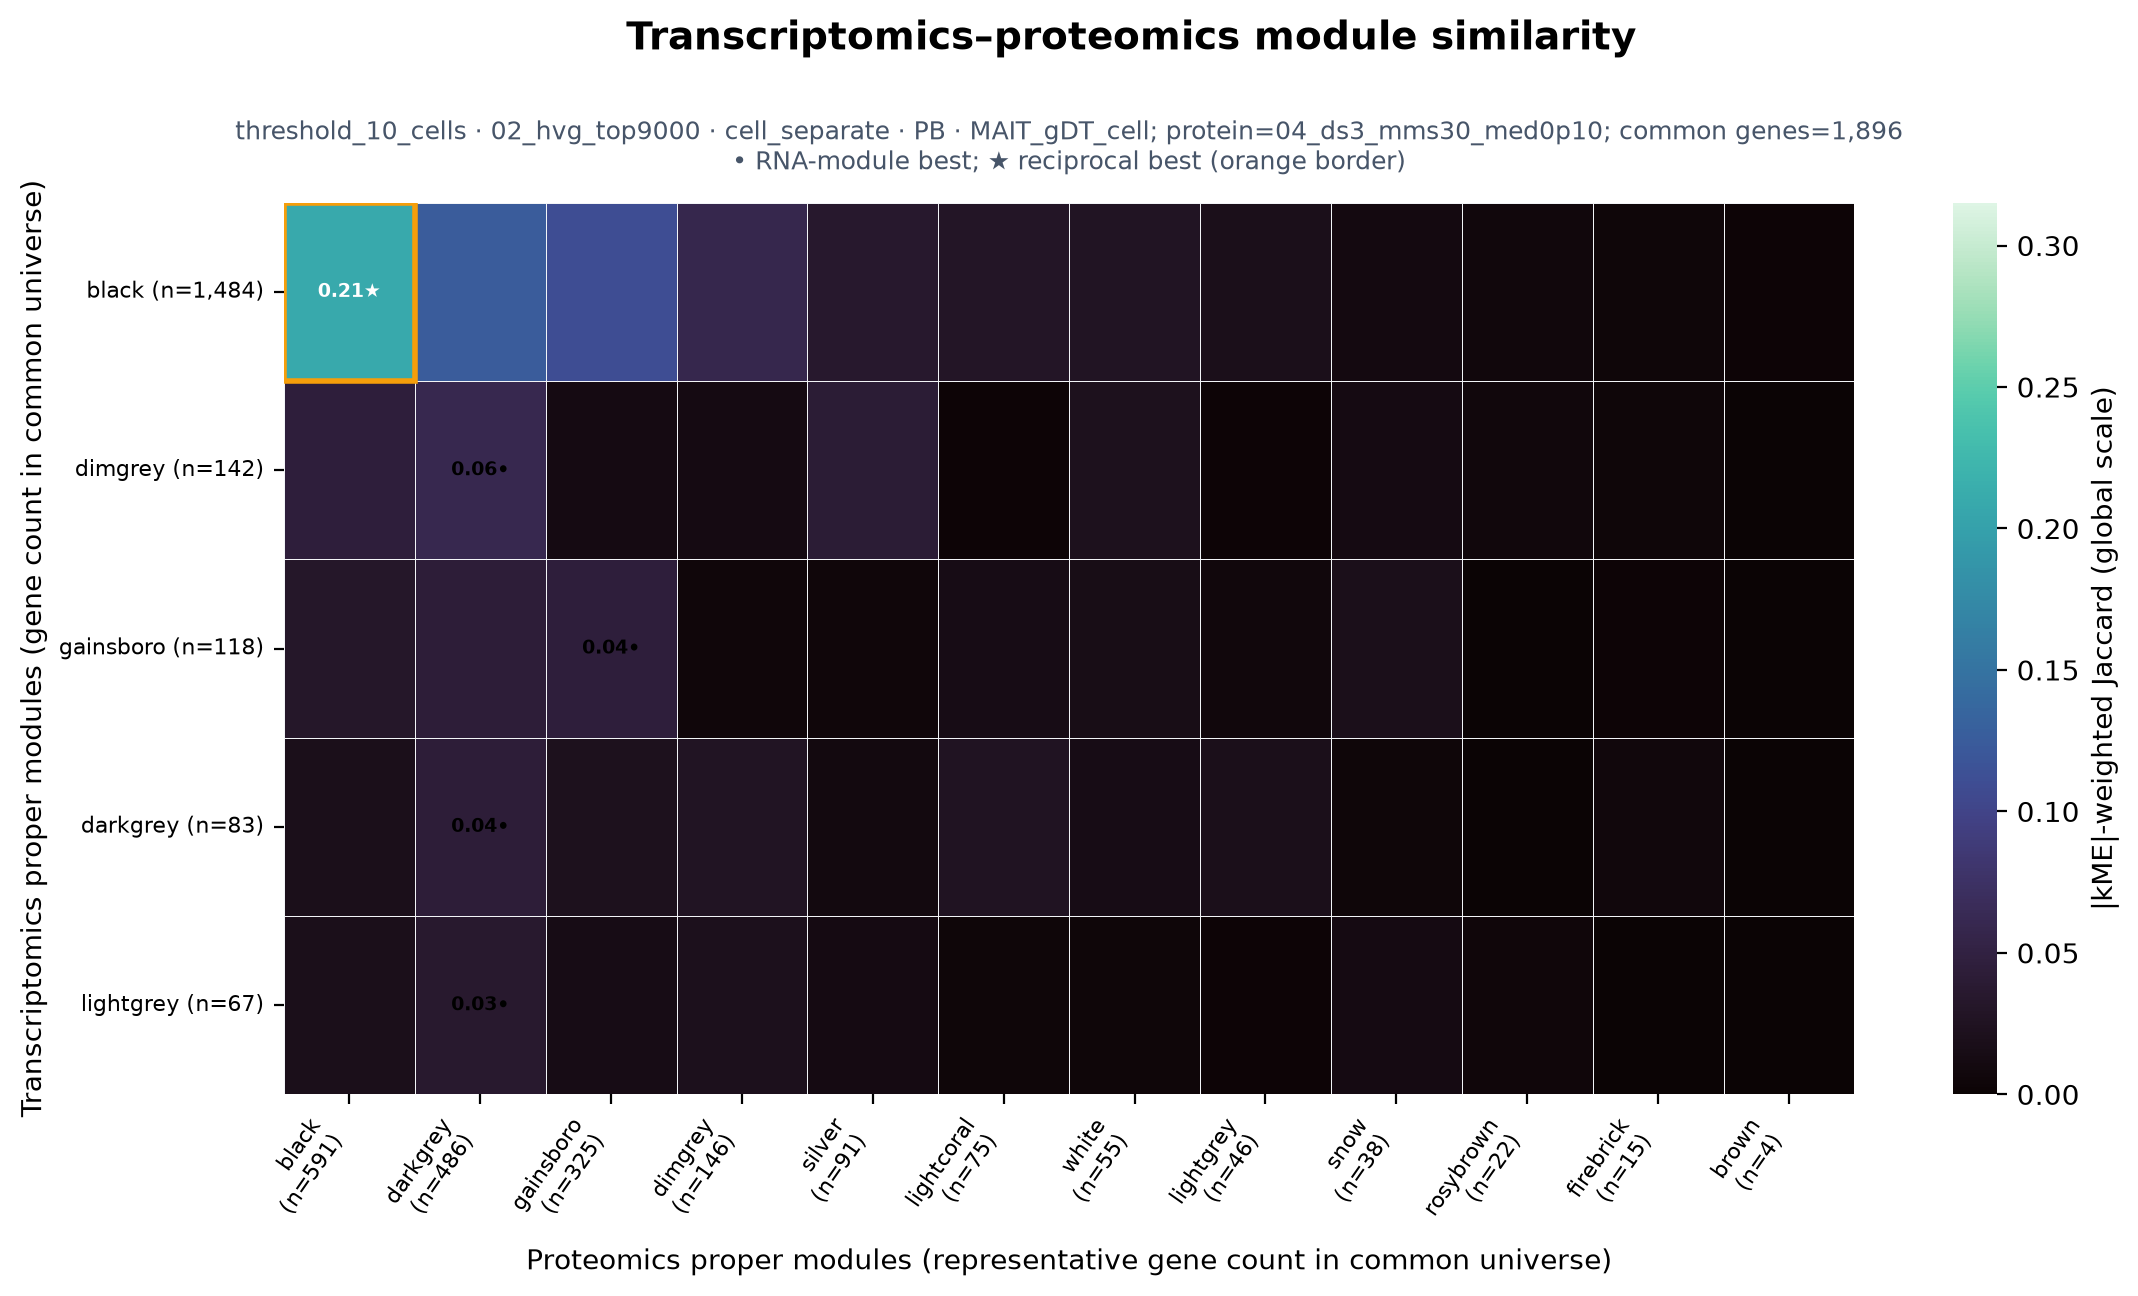 Transcriptomics–proteomics module similarity
threshold_10_cells · 02_hvg_top9000 · cell_separate · PB · MAIT_gDT_cell; protein=04_ds3_mms30_med0p10; common genes=1,896
• RNA-module best; ★ reciprocal best (orange border)
Transcriptomics proper modules (gene count in common universe)
black (n=1,484)
dimgrey (n=142)
gainsboro (n=118)
darkgrey (n=83)
lightgrey (n=67)
0.21★
0.06•
0.04•
0.04•
0.03•
black
(n=591)
darkgrey
(n=486)
gainsboro
(n=325)
dimgrey
(n=146)
silver
(n=91)
lightcoral
(n=75)
white
(n=55)
lightgrey
(n=46)
snow
(n=38)
rosybrown
(n=22)
firebrick
(n=15)
brown
(n=4)
Proteomics proper modules (representative gene count in common universe)
0.30
0.25
0.20
0.15
0.10
0.05
0.00
|kME|-weighted Jaccard (global scale)